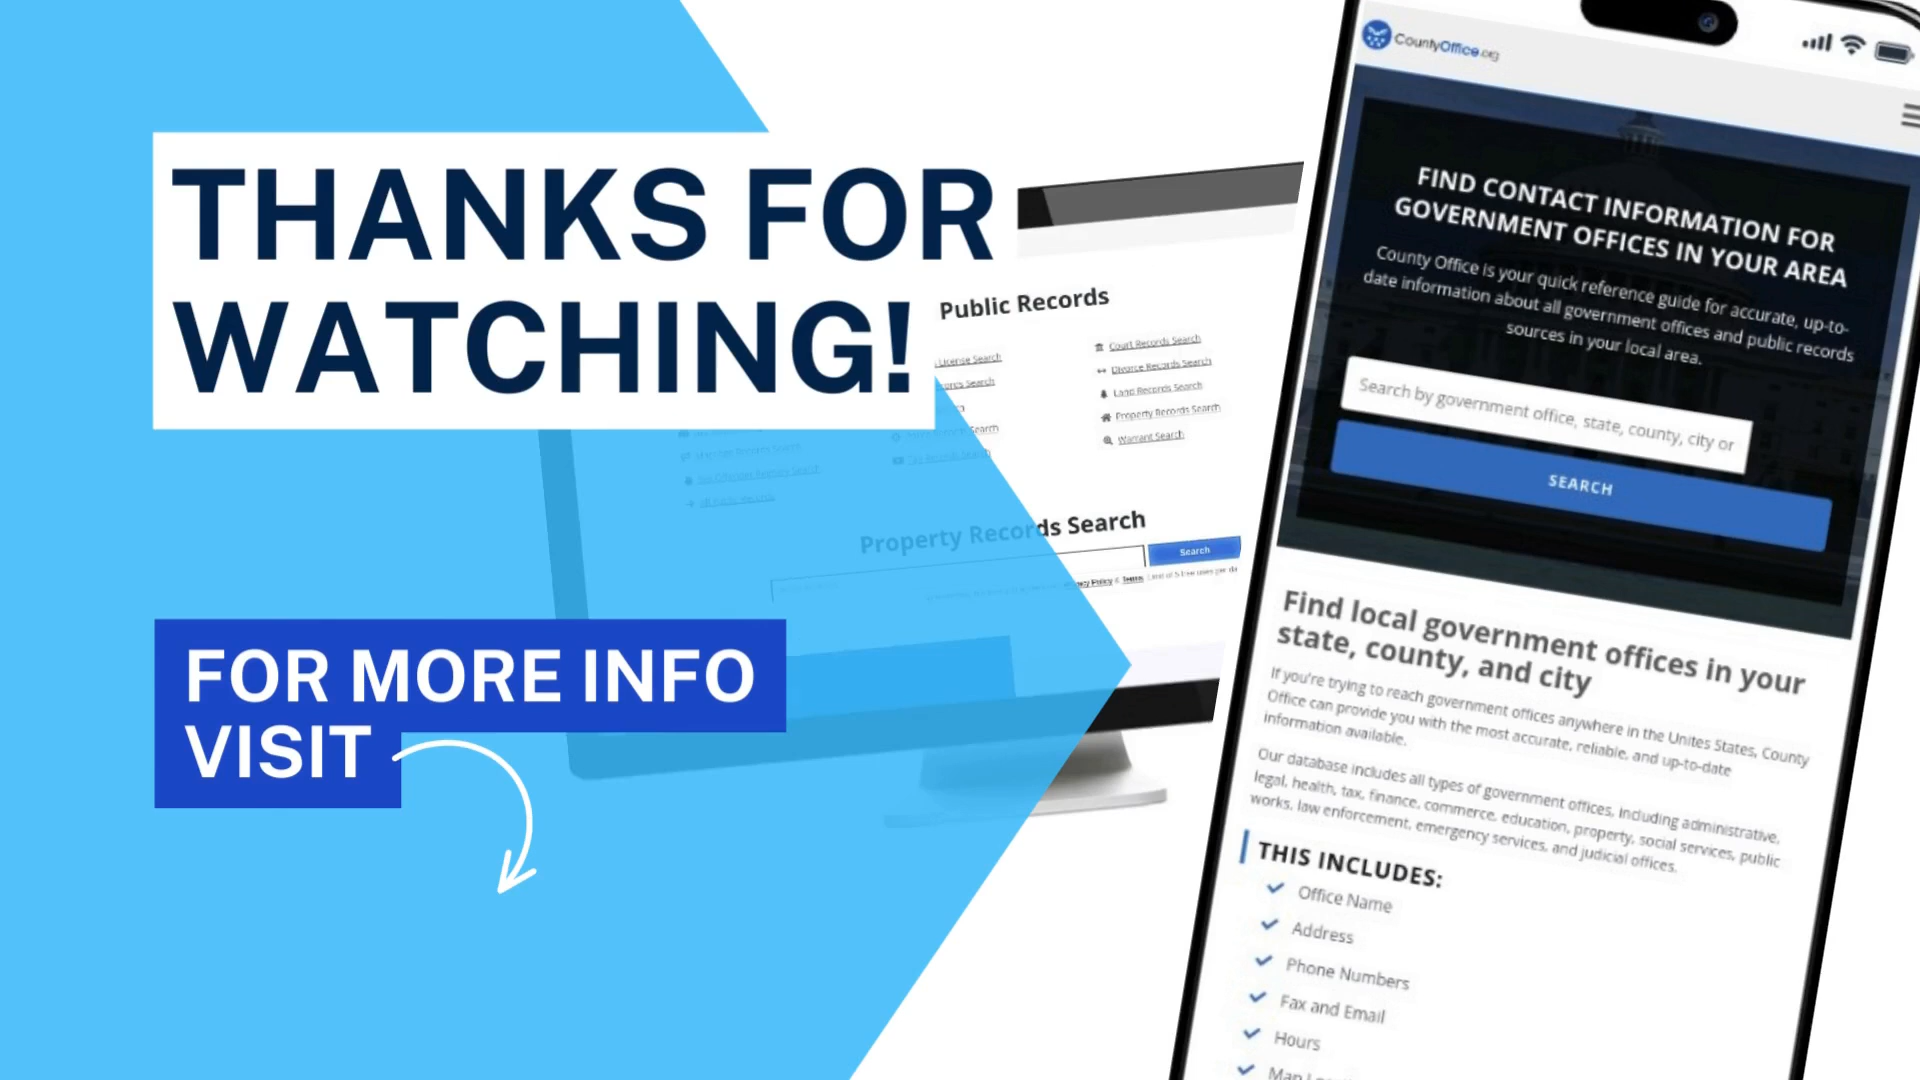 THANKS FOR
WATCHING!
FOR MORE INFO
VISIT
Public Records
License Search
Search
Search
Court Records Search
Divorce Records Search
Land Records Search
Property Records Search
Warrant Search
Property Records Search
Search
Policy & Terms
CountyOffice.org
FIND CONTACT INFORMATION FOR
GOVERNMENT OFFICES IN YOUR AREA
County Office is your quick reference guide for accurate, up-to-
date information about all government offices and public records
sources in your local area.
Search by government office, state, county, city or
SEARCH
Find local government offices in your
state, county, and city
If you're trying to reach government offices anywhere in the Unites States, County
Office can provide you with the most accurate, reliable, and up-to-date
information available.
Our database includes all types of government offices, including administrative,
legal, health, tax, finance, commerce, education, property, social services, public
works, law enforcement, emergency services, and judicial offices.
THIS INCLUDES:
Office Name
Address
Phone Numbers
Fax and Email
Hours
Map